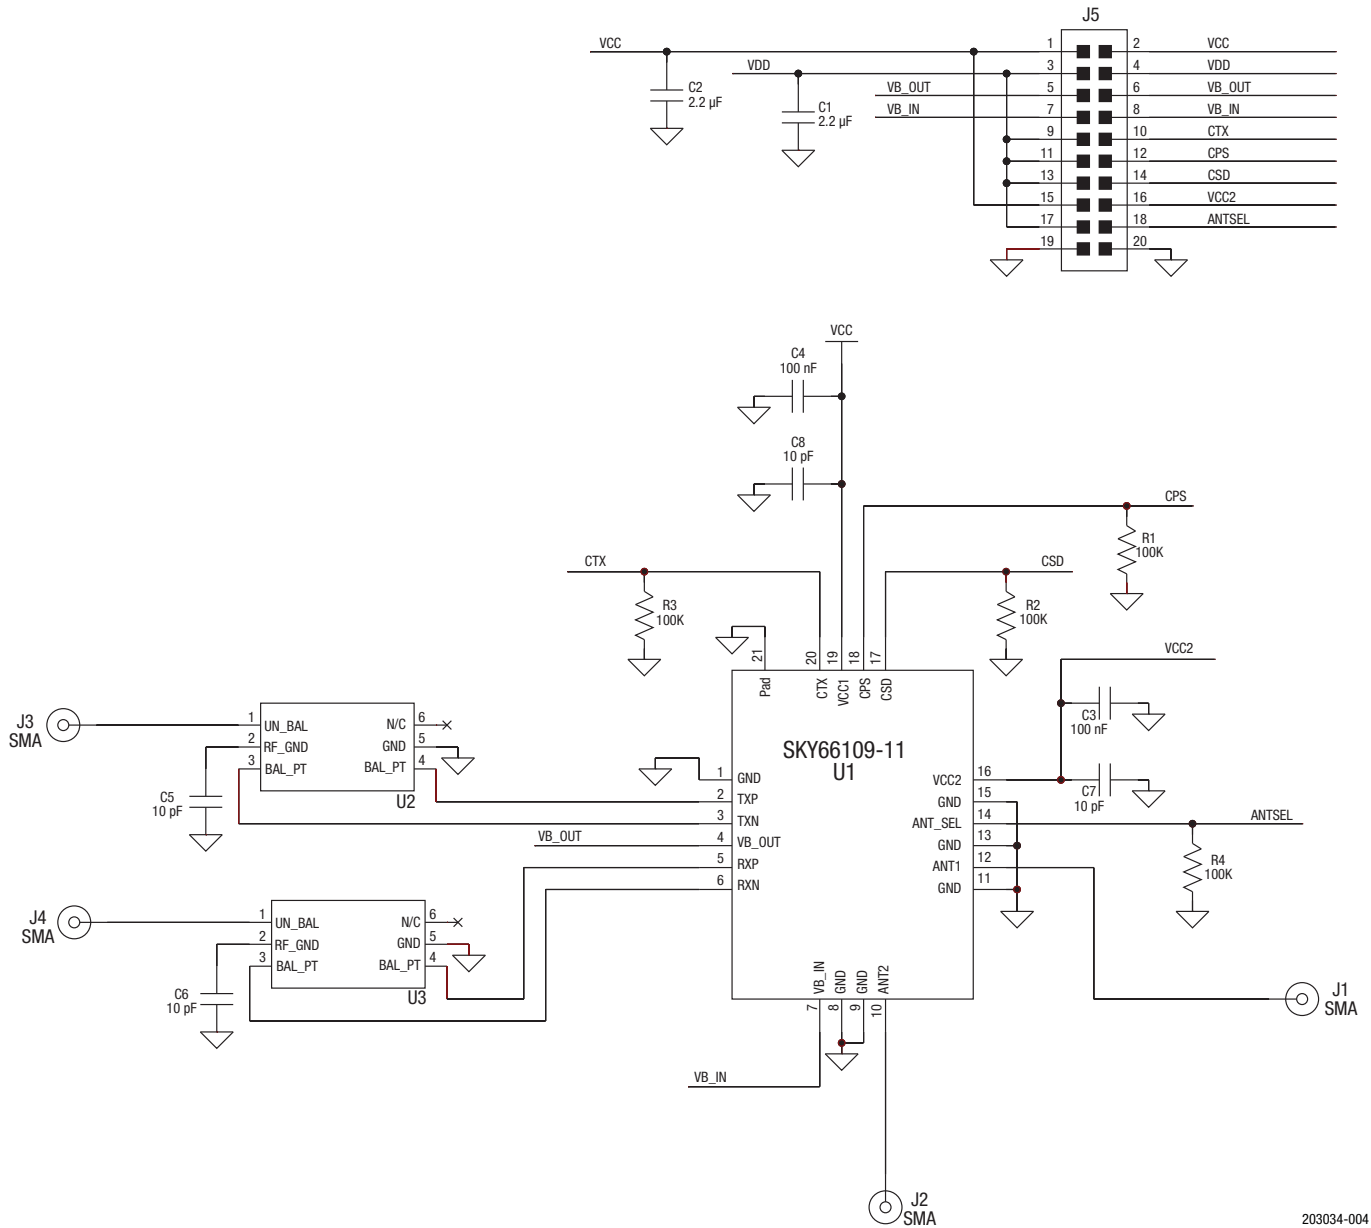 J5
VCC
1
2
VCC
VDD
3
4
VDD
C2
2.2 µF
VB_OUT
5
6
VB_OUT
C1
2.2 µF
VB_IN
7
8
VB_IN
9
10
CTX
11
12
CPS
13
14
CSD
15
16
VCC2
17
18
ANTSEL
19
20
VCC
C4
100 nF
C8
10 pF
CPS
R1
100K
CTX
CSD
R3
100K
R2
100K
21
20
19
18
17
Pad
CTX
VCC1
CPS
CSD
VCC2
C3
100 nF
C7
10 pF
SKY66109-11
U1
J3
SMA
1
UN_BAL
N/C
6
2
RF_GND
GND
5
3
BAL_PT
BAL_PT
4
U2
C5
10 pF
1
GND
2
TXP
3
TXN
VB_OUT
4
VB_OUT
5
RXP
6
RXN
VCC2
16
GND
15
ANT_SEL
14
ANTSEL
GND
13
ANT1
12
GND
11
R4
100K
J4
SMA
1
UN_BAL
N/C
6
2
RF_GND
GND
5
3
BAL_PT
BAL_PT
4
U3
C6
10 pF
VB_IN
GND
GND
ANT2
7
8
9
10
J1
SMA
VB_IN
J2
SMA
203034-004